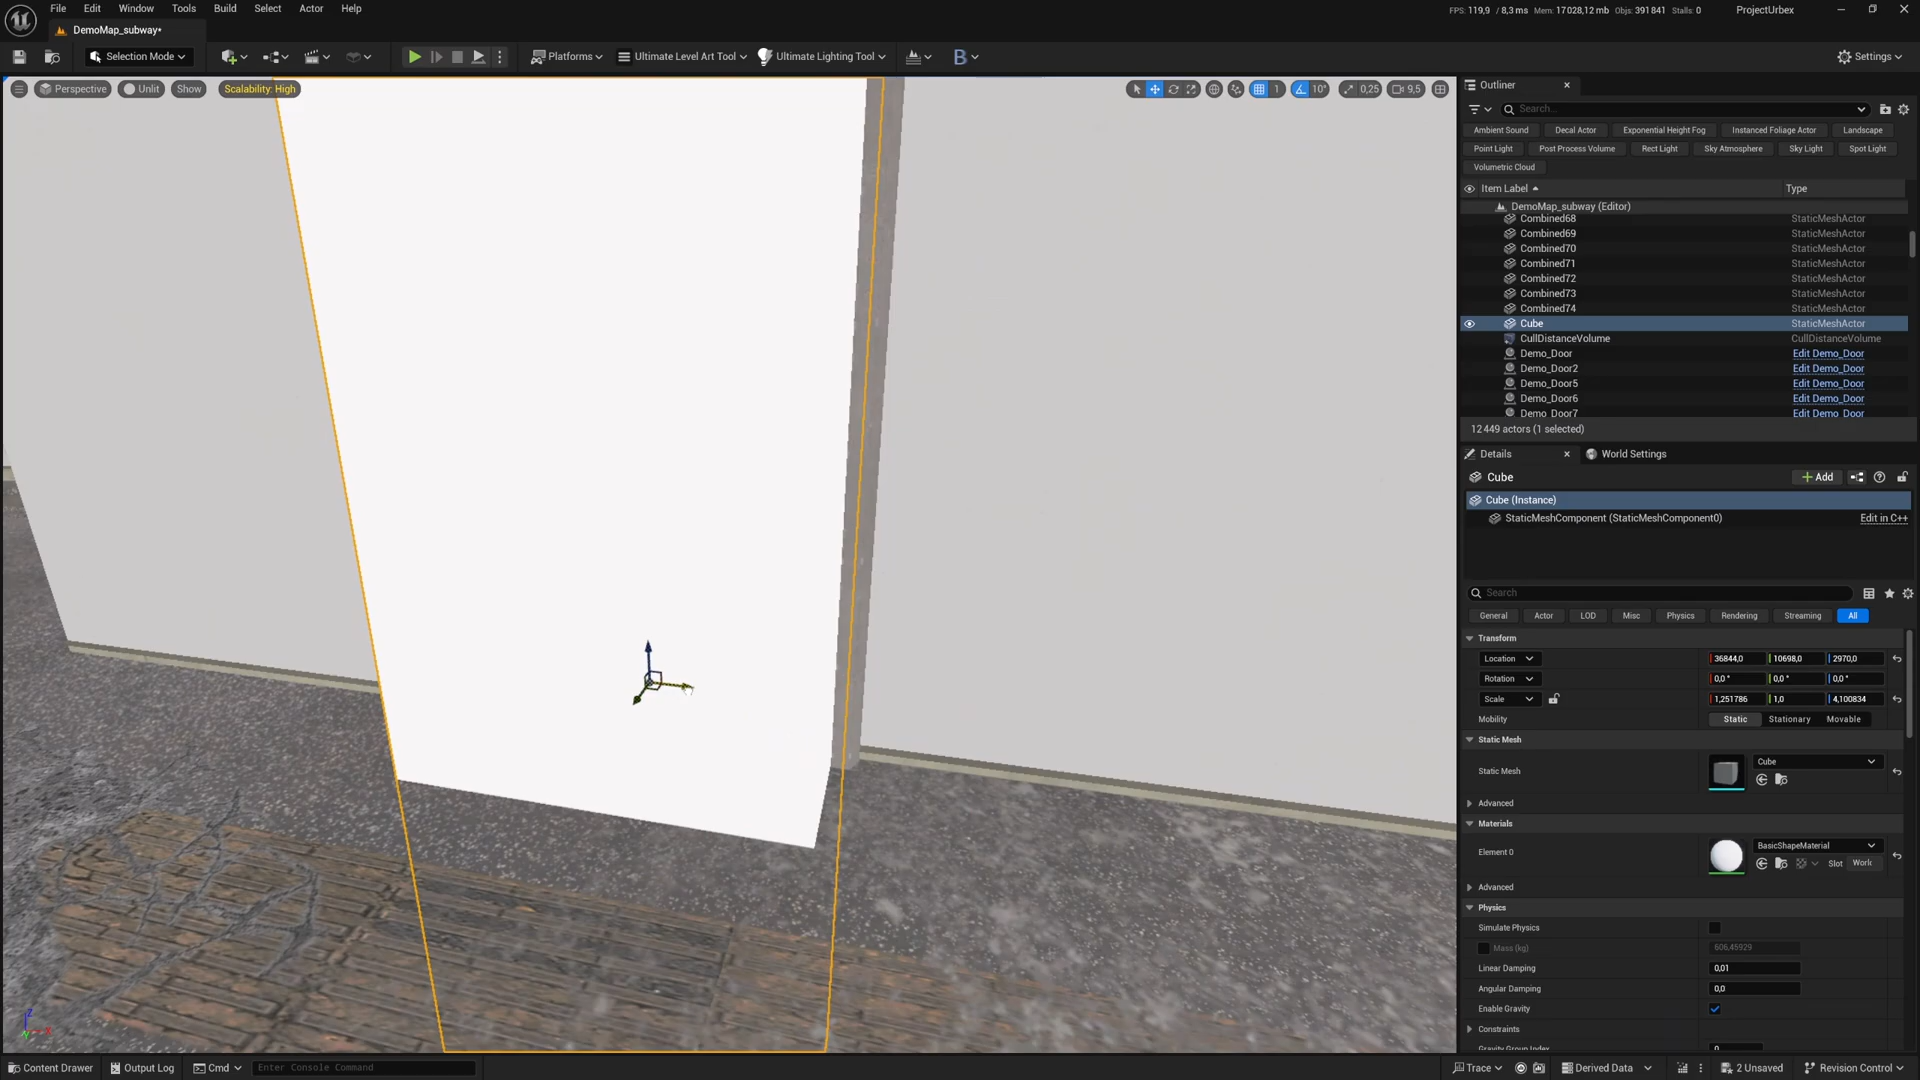 File Edit Window Tools Build Select Actor Help
FPS: 119,9 / 8,3 ms Mem: 17 028,12 mb Objs: 391 841 Stalls: 0
ProjectUrbex
DemoMap_subway*
Selection Mode
Platforms
Ultimate Level Art Tool
Ultimate Lighting Tool
B
Settings
Perspective Unlit Show Scalability: High
1 10° 0,25 9,5
Outliner
Search...
Ambient Sound Decal Actor Exponential Height Fog Instanced Foliage Actor Landscape
Point Light Post Process Volume Rect Light Sky Atmosphere Sky Light Spot Light
Volumetric Cloud
Item Label Type
DemoMap_subway (Editor)
Combined68 StaticMeshActor
Combined69 StaticMeshActor
Combined70 StaticMeshActor
Combined71 StaticMeshActor
Combined72 StaticMeshActor
Combined73 StaticMeshActor
Combined74 StaticMeshActor
Cube StaticMeshActor
CullDistanceVolume CullDistanceVolume
Demo_Door Edit Demo_Door
Demo_Door2 Edit Demo_Door
Demo_Door5 Edit Demo_Door
Demo_Door6 Edit Demo_Door
Demo_Door7 Edit Demo_Door
12 449 actors (1 selected)
Details World Settings
Cube
Add
Cube (Instance)
StaticMeshComponent (StaticMeshComponent0) Edit in C++
Search
General Actor LOD Misc Physics Rendering Streaming All
Transform
Location 36844,0 10698,0 2970,0
Rotation 0,0 ° 0,0 ° 0,0 °
Scale 1,251786 1,0 4,100834
Mobility Static Stationary Movable
Static Mesh
Static Mesh Cube
Advanced
Materials
Element 0 BasicShapeMaterial
Slot Work
Advanced
Physics
Simulate Physics
Mass (kg) 606,45929
Linear Damping 0,01
Angular Damping 0,0
Enable Gravity
Constraints
Gravity Group Index 0
Z
X
Y
Content Drawer Output Log Cmd Enter Console Command
Trace Derived Data 2 Unsaved Revision Control